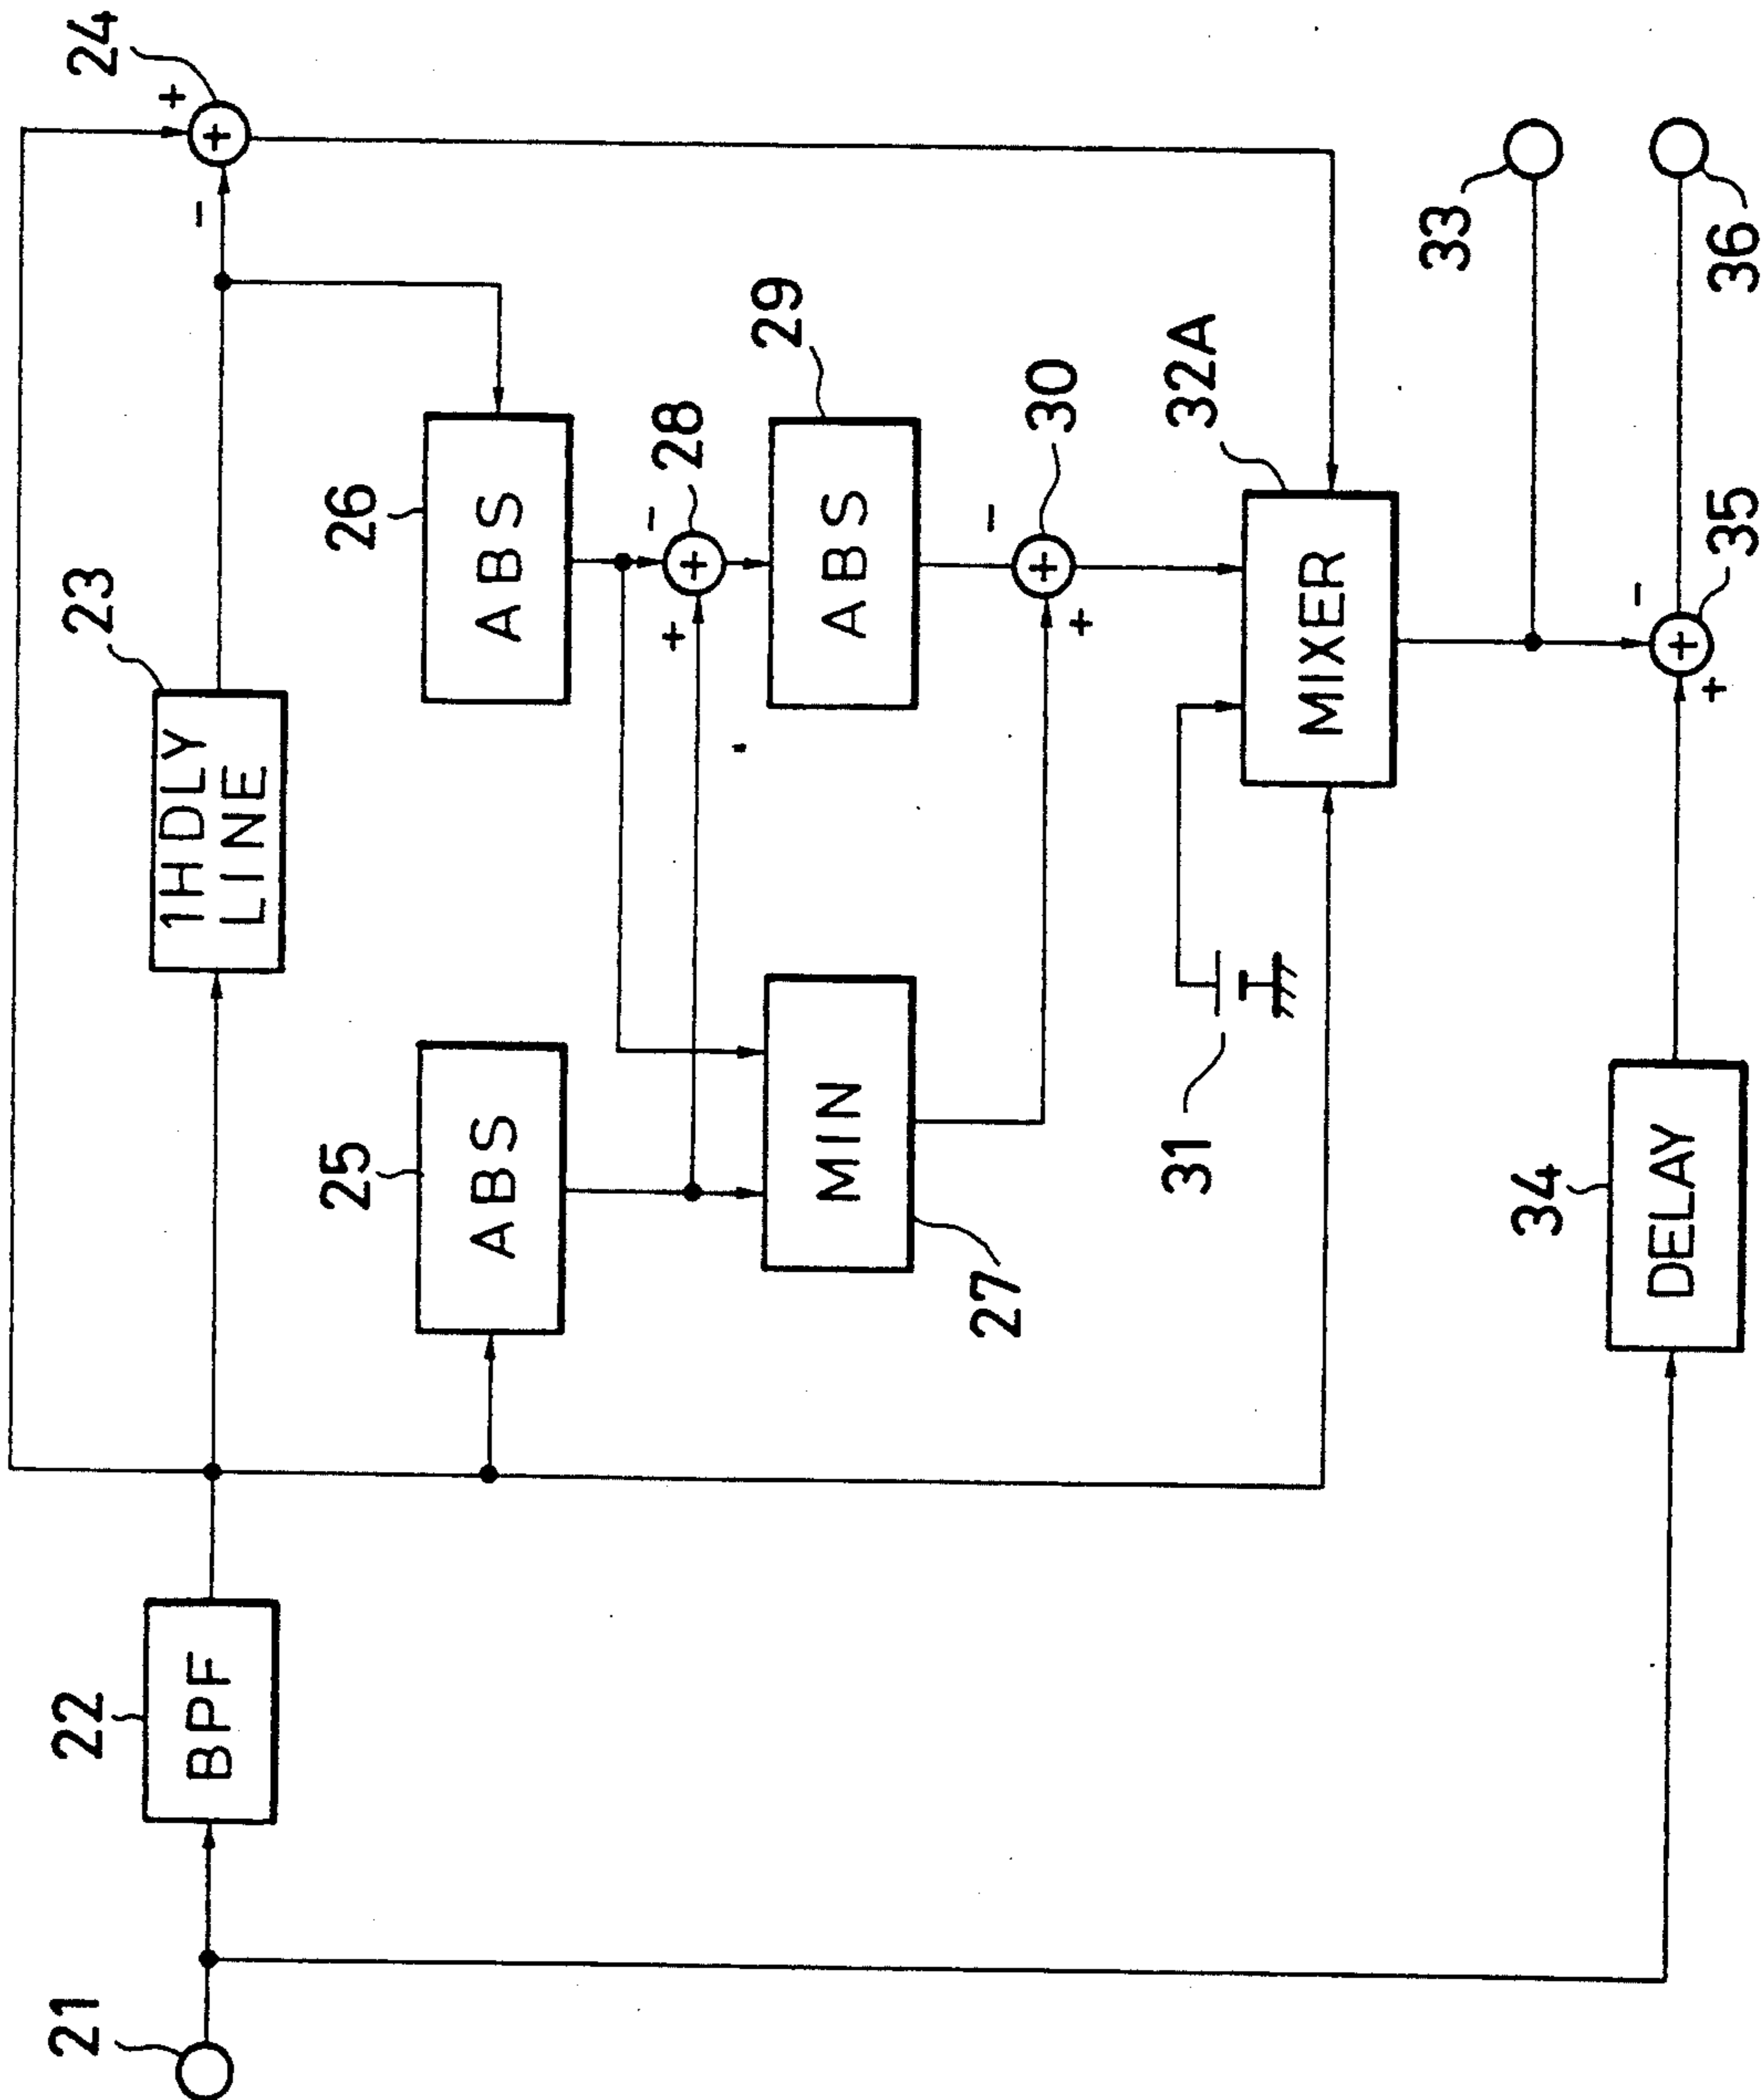 21
22
23
24
+
BPF
1HDLY
LINE
+
-
25
26
ABS
ABS
-
28
+
+
29
MIN
ABS
27
-
30
+
+
31
32A
MIXER
33
34
-
DELAY
+
+
35
36